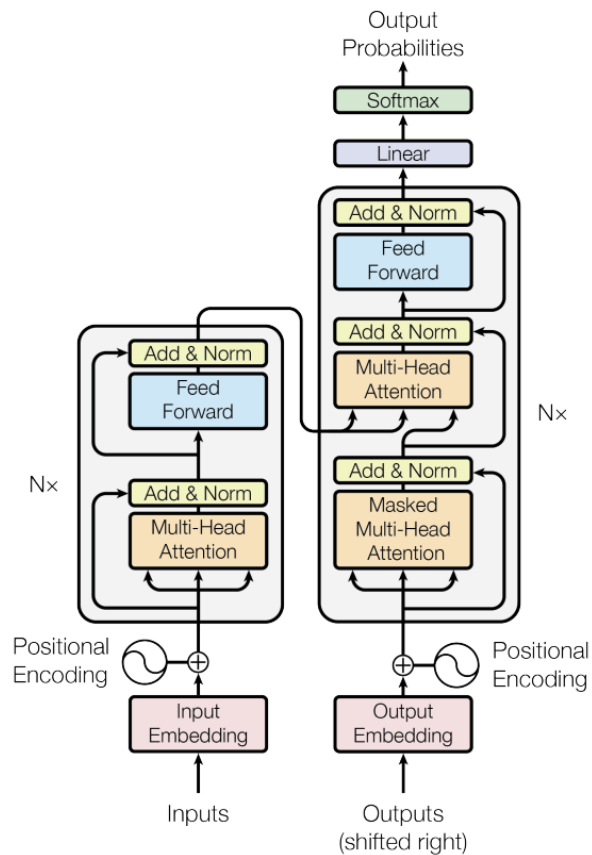 Output
Probabilities
Softmax
Linear
Add & Norm
Feed
Forward
Add & Norm
Multi-Head
Attention
Add & Norm
Masked
Multi-Head
Attention
N×
Add & Norm
Feed
Forward
N×
Add & Norm
Multi-Head
Attention
Positional
Encoding
Positional
Encoding
Input
Embedding
Output
Embedding
Inputs
Outputs
(shifted right)